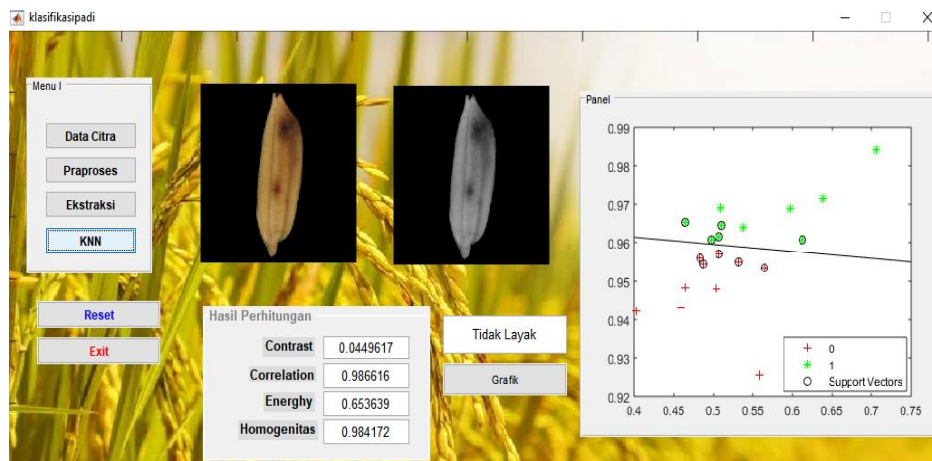 klasifikasipadi
Menu I
Data Citra
Praproses
Ekstraksi
KNN
Reset
Exit
Hasil Perhitungan
Contrast 0.0449617
Correlation 0.986616
Energhy 0.653639
Homogenitas 0.984172
Tidak Layak
Grafik
Panel
0.99
0.98
0.97
0.96
0.95
0.94
0.93
0.92
0.4 0.45 0.5 0.55 0.6 0.65 0.7 0.75
0
1
Support Vectors